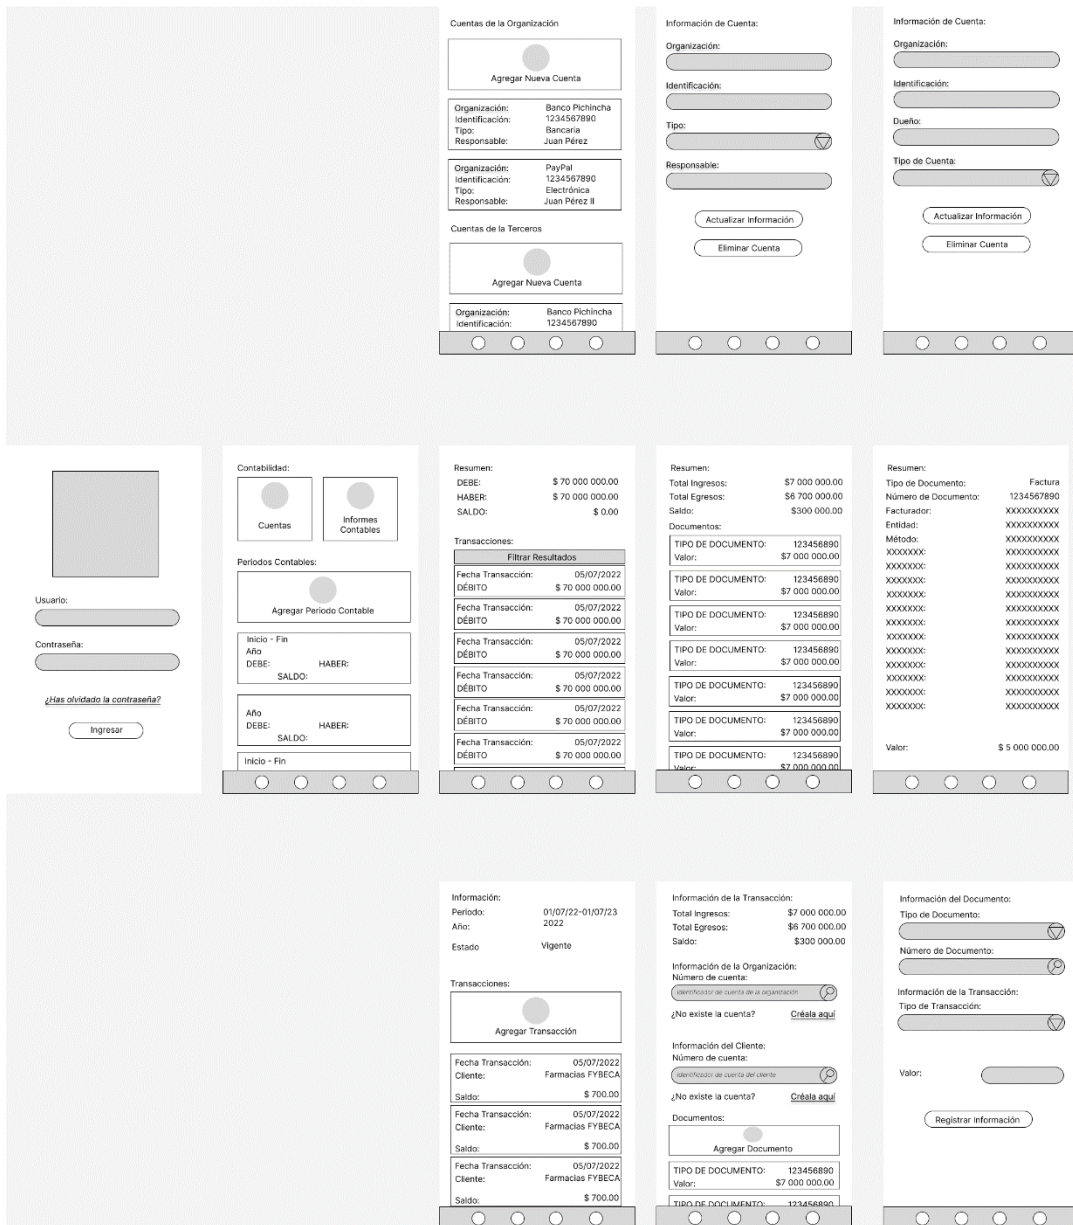 Cuentas de la Organización
Agregar Nueva Cuenta
Organización: Banco Pichincha
Identificación: 1234567890
Tipo: Bancaria
Responsable: Juan Pérez
Organización: PayPal
Identificación: 1234567890
Tipo: Electrónica
Responsable: Juan Pérez II
Cuentas de la Terceros
Agregar Nueva Cuenta
Organización: Banco Pichincha
Identificación: 1234567890
Información de Cuenta:
Organización:
Identificación:
Tipo:
Responsable:
Actualizar Información
Eliminar Cuenta
Información de Cuenta:
Organización:
Identificación:
Dueño:
Tipo de Cuenta:
Actualizar Información
Eliminar Cuenta
Usuario:
Contraseña:
¿Has olvidado la contraseña?
Ingresar
Contabilidad:
Cuentas
Informes
Contables
Periodos Contables:
Agregar Periodo Contable
Inicio - Fin
Año
DEBE: HABER:
SALDO:
Año
DEBE: HABER:
SALDO:
Inicio - Fin
Resumen:
DEBE: $ 70 000 000.00
HABER: $ 70 000 000.00
SALDO: $ 0.00
Transacciones:
Filtrar Resultados
Fecha Transacción: 05/07/2022
DÉBITO $ 70 000 000.00
Fecha Transacción: 05/07/2022
DÉBITO $ 70 000 000.00
Fecha Transacción: 05/07/2022
DÉBITO $ 70 000 000.00
Fecha Transacción: 05/07/2022
DÉBITO $ 70 000 000.00
Fecha Transacción: 05/07/2022
DÉBITO $ 70 000 000.00
Fecha Transacción: 05/07/2022
DÉBITO $ 70 000 000.00
Resumen:
Total Ingresos: $7 000 000.00
Total Egresos: $6 700 000.00
Saldo: $300 000.00
Documentos:
TIPO DE DOCUMENTO: 123456890
Valor: $7 000 000.00
TIPO DE DOCUMENTO: 123456890
Valor: $7 000 000.00
TIPO DE DOCUMENTO: 123456890
Valor: $7 000 000.00
TIPO DE DOCUMENTO: 123456890
Valor: $7 000 000.00
TIPO DE DOCUMENTO: 123456890
Valor: $7 000 000.00
TIPO DE DOCUMENTO: 123456890
Valor: $7 000 000.00
TIPO DE DOCUMENTO: 123456890
Valor: $7 000 000.00
Resumen:
Tipo de Documento: Factura
Número de Documento: 1234567890
Facturador: XXXXXXXXXX
Entidad: XXXXXXXXXX
Método: XXXXXXXXXX
XXXXXXX: XXXXXXXXXX
XXXXXXX: XXXXXXXXXX
XXXXXXX: XXXXXXXXXX
XXXXXXX: XXXXXXXXXX
XXXXXXX: XXXXXXXXXX
XXXXXXX: XXXXXXXXXX
XXXXXXX: XXXXXXXXXX
XXXXXXX: XXXXXXXXXX
XXXXXXX: XXXXXXXXXX
XXXXXXX: XXXXXXXXXX
XXXXXXX: XXXXXXXXXX
XXXXXXX: XXXXXXXXXX
Valor: $ 5 000 000.00
Información:
Periodo: 01/07/22-01/07/23
Año: 2022
Estado Vigente
Transacciones:
Agregar Transacción
Fecha Transacción: 05/07/2022
Cliente: Farmacias FYBECA
Saldo: $ 700.00
Fecha Transacción: 05/07/2022
Cliente: Farmacias FYBECA
Saldo: $ 700.00
Fecha Transacción: 05/07/2022
Cliente: Farmacias FYBECA
Saldo: $ 700.00
Información de la Transacción:
Total Ingresos: $7 000 000.00
Total Egresos: $6 700 000.00
Saldo: $300 000.00
Información de la Organización:
Número de cuenta:
Identificador de cuenta de la organización
¿No existe la cuenta? Créala aquí
Información del Cliente:
Número de cuenta:
Identificador de cuenta del cliente
¿No existe la cuenta? Créala aquí
Documentos:
Agregar Documento
TIPO DE DOCUMENTO: 123456890
Valor: $7 000 000.00
TIPO DE DOCUMENTO: 123456890
Información del Documento:
Tipo de Documento:
Número de Documento:
Información de la Transacción:
Tipo de Transacción:
Valor:
Registrar Información